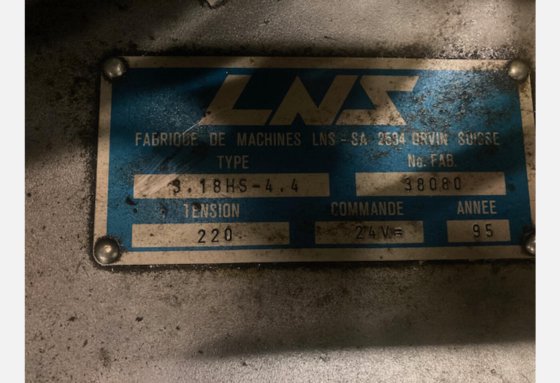 LNS
FABRIQUE DE MACHINES LNS-SA 2534 ORVIN SUISSE
TYPE No. FAB.
3.18HS-4.4 38080
TENSION COMMANDE ANNEE
220 24V= 95